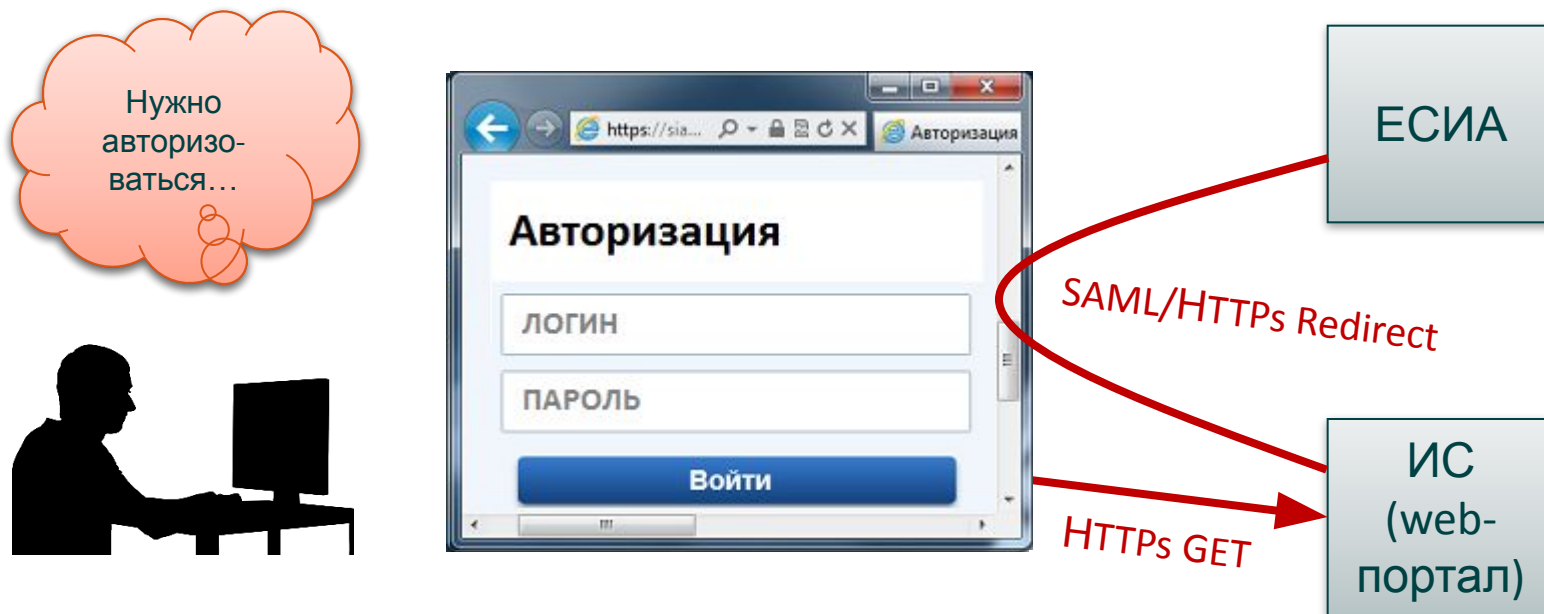 Нужно
авторизо-
ваться…
https://sia...
Авторизация
Авторизация
ЛОГИН
ПАРОЛЬ
Войти
ЕСИА
SAML/HTTPs Redirect
HTTPs GET
ИС
(web-
портал)